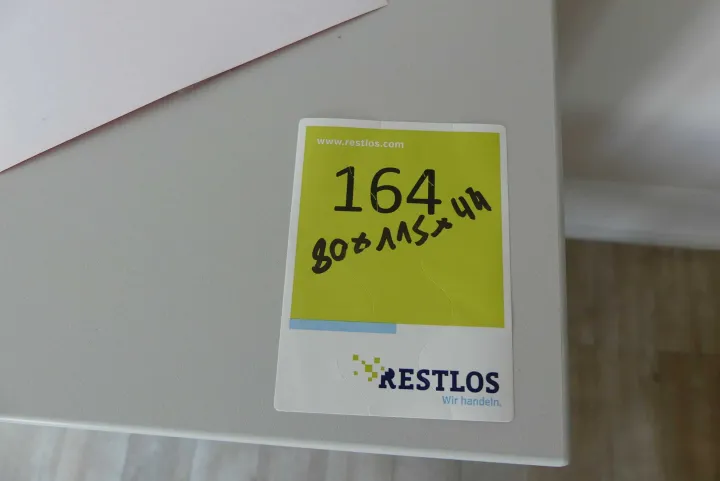 www.restlos.com
164
80x115x44
RESTLOS
Wir handeln.